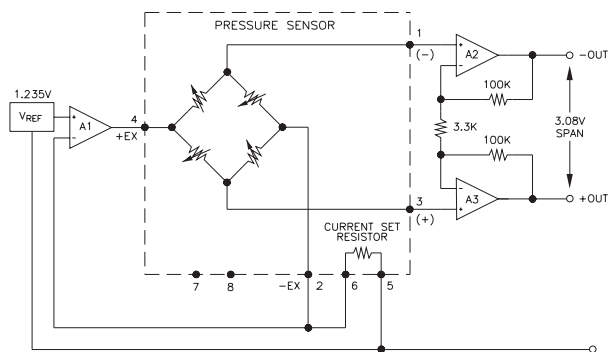 PRESSURE SENSOR
1
(−)
A2
−OUT
1.235V
VREF
A1
4
+EX
100K
3.3K
3.08V
SPAN
100K
A3
+OUT
3
(+)
CURRENT SET
RESISTOR
7
8
−EX
2
6
5